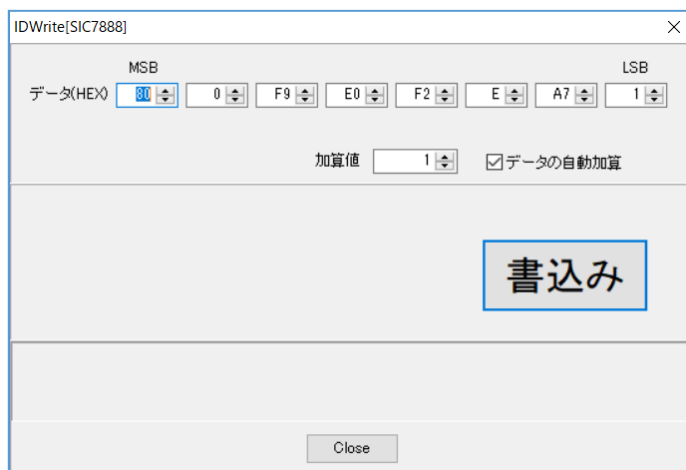 IDWrite[SIC7888]
MSB LSB
データ(HEX) 80 0 F9 E0 F2 E A7 1
加算値 1 データの自動加算
書込み
Close